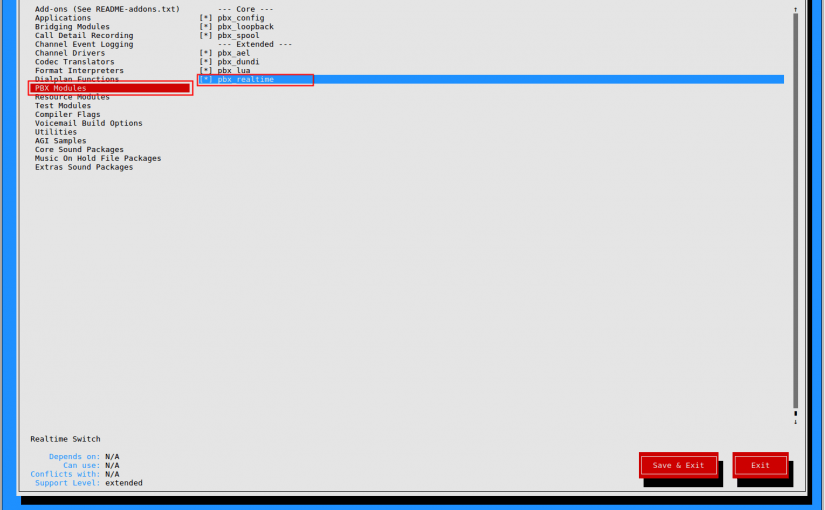 Add-ons (See README-addons.txt)
Applications
Bridging Modules
Call Detail Recording
Channel Event Logging
Channel Drivers
Codec Translators
Format Interpreters
Dialplan Functions
PBX Modules
Resource Modules
Test Modules
Compiler Flags
Voicemail Build Options
Utilities
AGI Samples
Core Sound Packages
Music On Hold File Packages
Extras Sound Packages
--- Core ---
[*] pbx_config
[*] pbx_loopback
[*] pbx_spool
--- Extended ---
[*] pbx_ael
[*] pbx_dundi
[*] pbx_lua
[*] pbx_realtime
Realtime Switch
Depends on: N/A
Can use: N/A
Conflicts with: N/A
Support Level: extended
Save & Exit
Exit